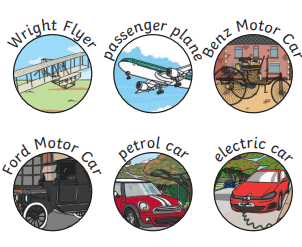 Wright Flyer
passenger plane
Benz Motor Car
Ford Motor Car
petrol car
electric car